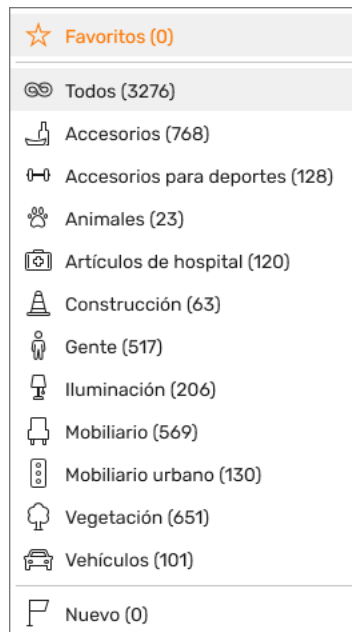 Favoritos (0)
Todos (3276)
Accesorios (768)
Accesorios para deportes (128)
Animales (23)
Artículos de hospital (120)
Construcción (63)
Gente (517)
Iluminación (206)
Mobiliario (569)
Mobiliario urbano (130)
Vegetación (651)
Vehículos (101)
Nuevo (0)